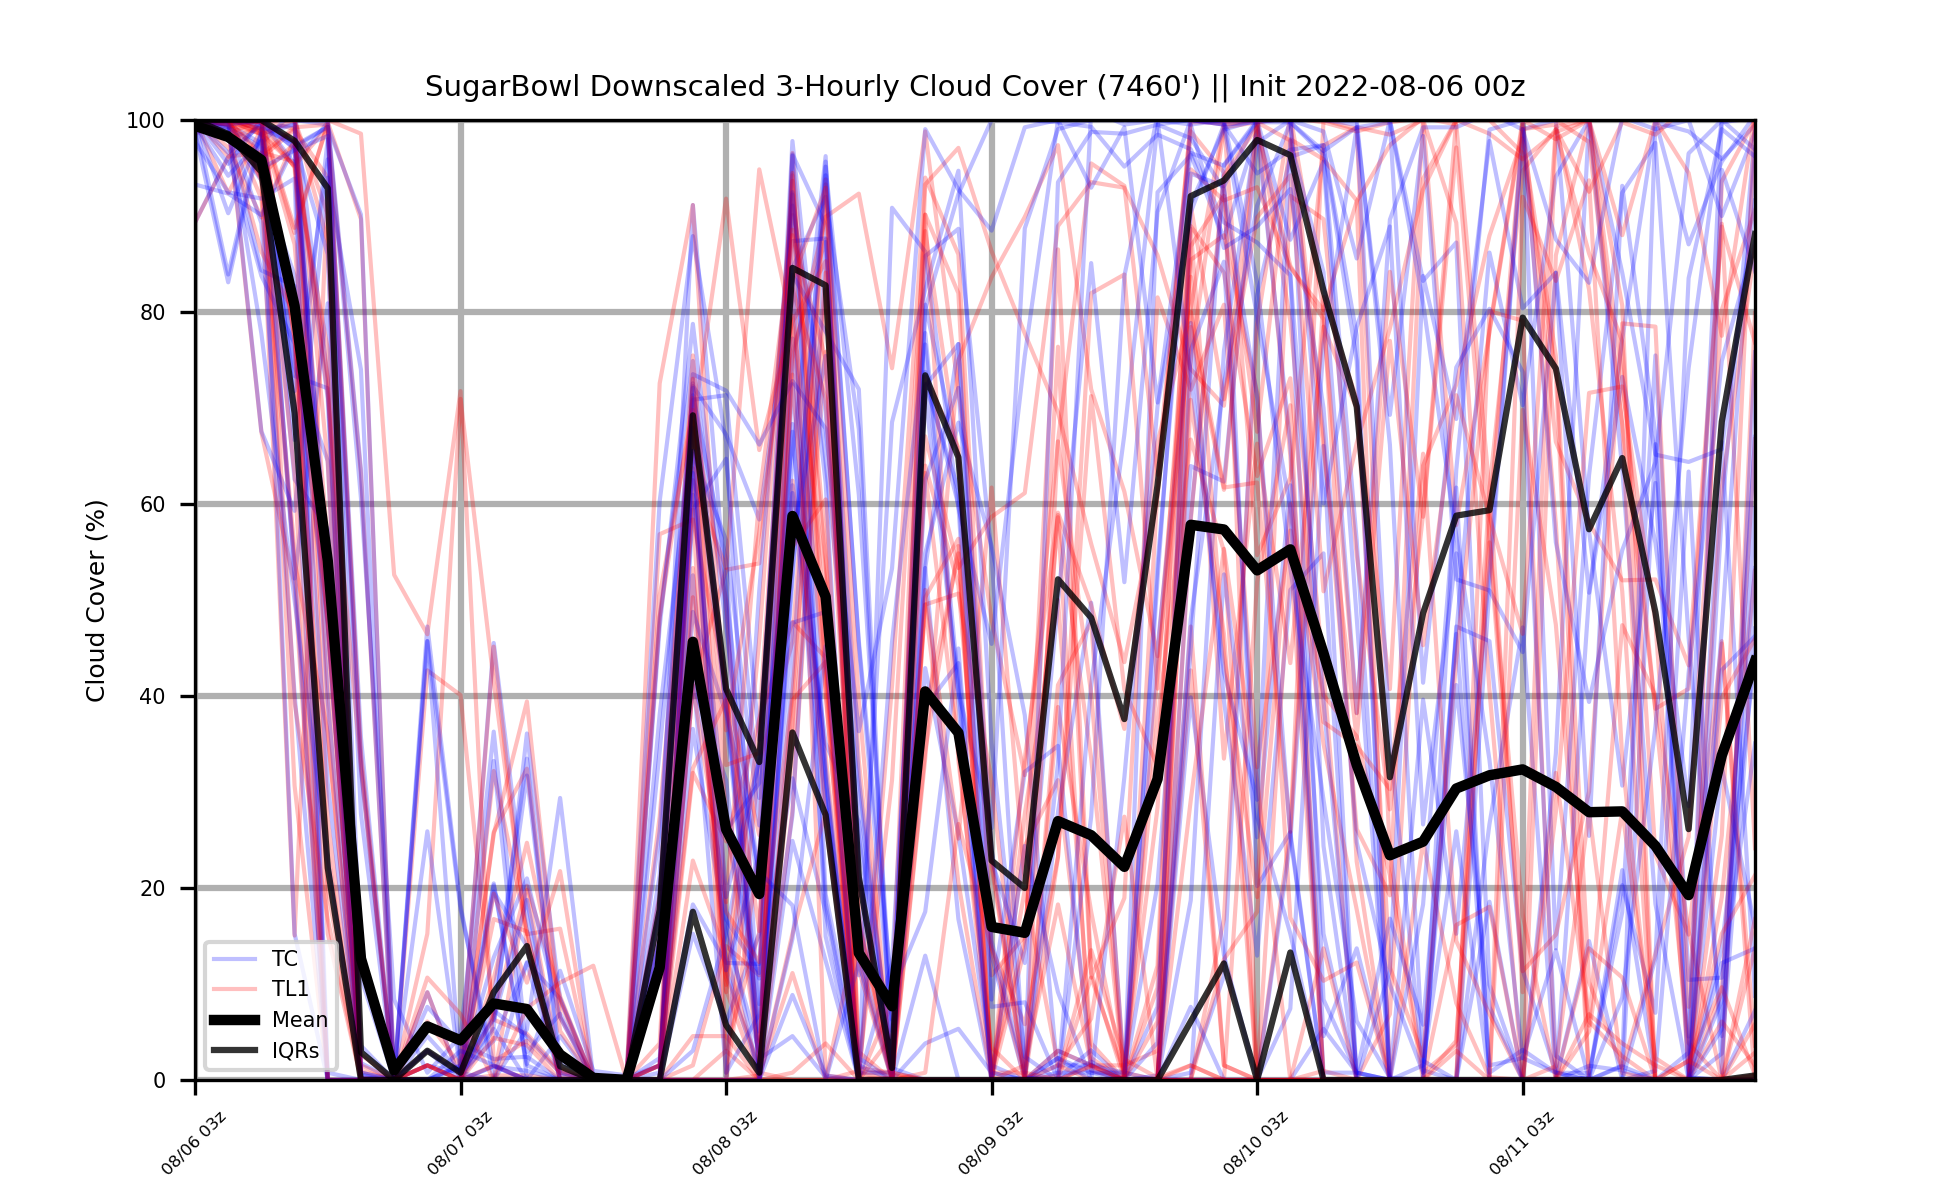 SugarBowl Downscaled 3-Hourly Cloud Cover (7460') || Init 2022-08-06 00z
Cloud Cover (%)
100
80
60
40
20
0
TC
TL1
Mean
IQRs
08/06 03z
08/07 03z
08/08 03z
08/09 03z
08/10 03z
08/11 03z